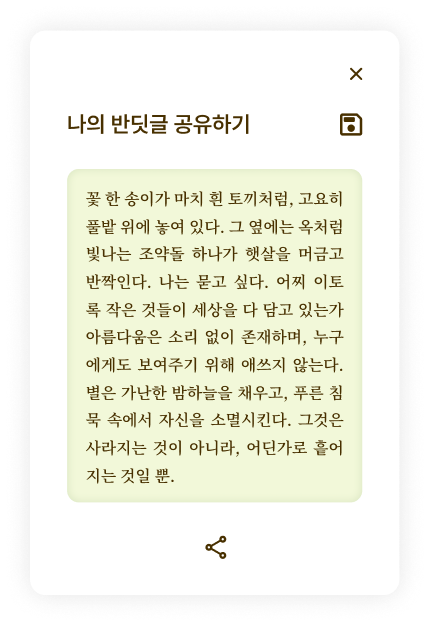 나의 반딧글 공유하기
꽃 한 송이가 마치 흰 토끼처럼, 고요히
풀밭 위에 놓여 있다. 그 옆에는 옥처럼
빛나는 조약돌 하나가 햇살을 머금고
반짝인다. 나는 묻고 싶다. 어찌 이토
록 작은 것들이 세상을 다 담고 있는가
아름다움은 소리 없이 존재하며, 누구
에게도 보여주기 위해 애쓰지 않는다.
별은 가난한 밤하늘을 채우고, 푸른 침
묵 속에서 자신을 소멸시킨다. 그것은
사라지는 것이 아니라, 어딘가로 흩어
지는 것일 뿐.